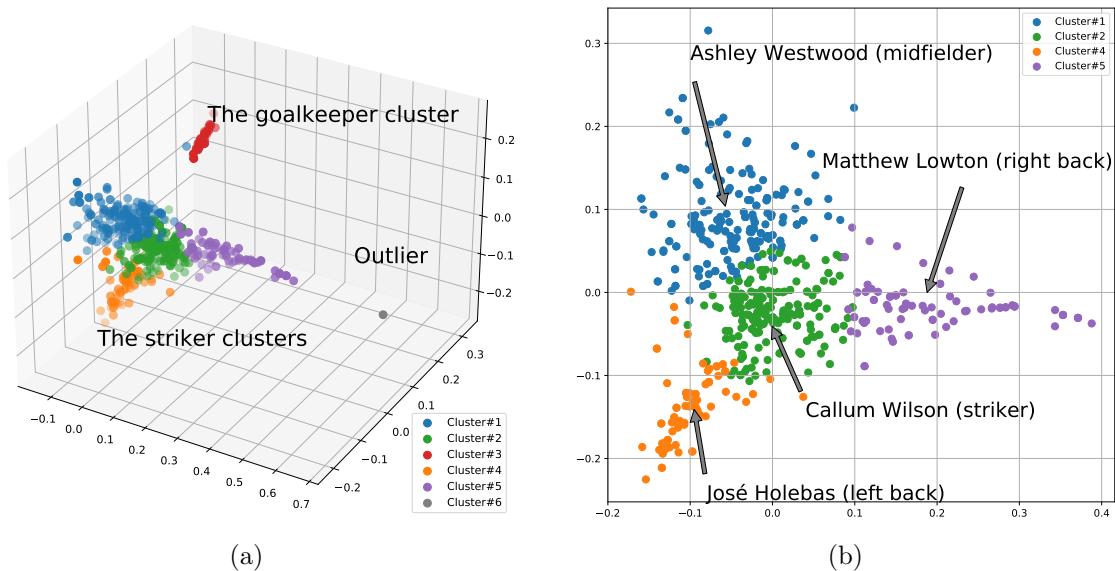 The goalkeeper cluster
Outlier
The striker clusters
0.2
0.1
0.0
−0.1
−0.2
0.3
0.2
0.1
0.0
−0.1
−0.2
−0.1
0.0
0.1
0.2
0.3
0.4
0.5
0.6
0.7
Cluster#1
Cluster#2
Cluster#3
Cluster#4
Cluster#5
Cluster#6
(a)
0.3
0.2
0.1
0.0
−0.1
−0.2
Ashley Westwood (midfielder)
Matthew Lowton (right back)
Callum Wilson (striker)
José Holebas (left back)
Cluster#1
Cluster#2
Cluster#4
Cluster#5
−0.2
−0.1
0.0
0.1
0.2
0.3
0.4
(b)